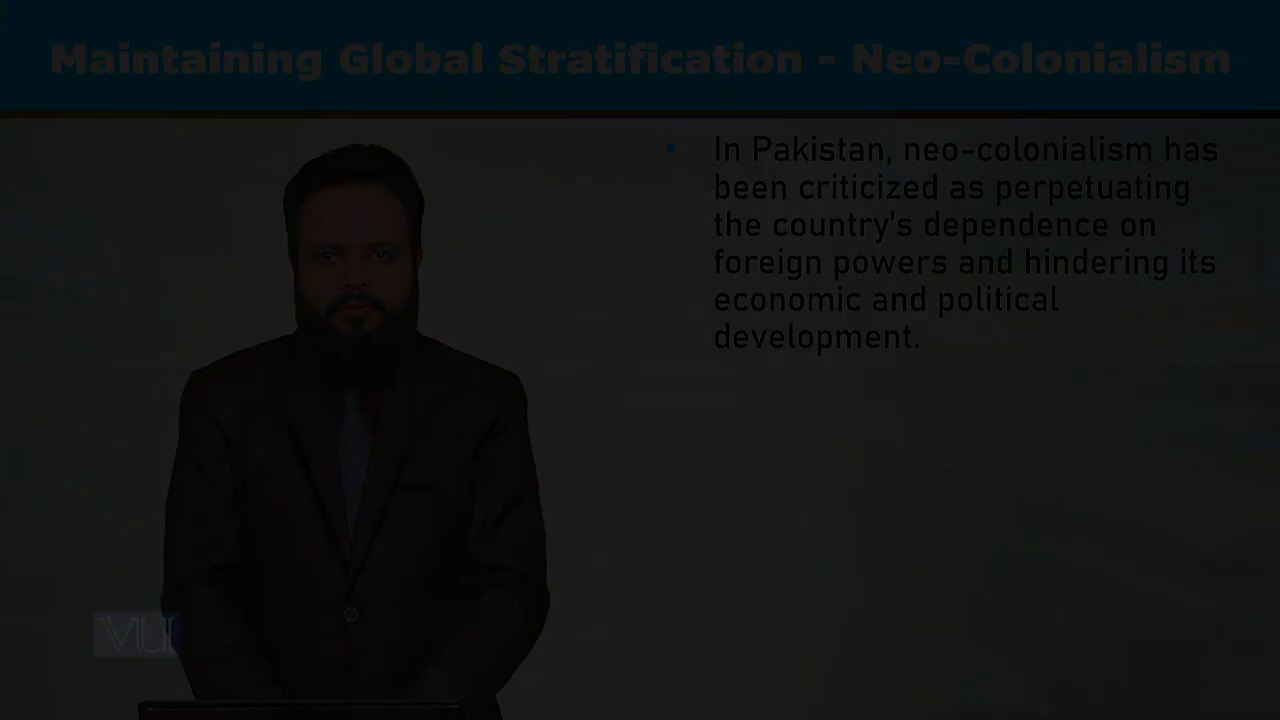 Maintaining Global Stratification - Neo-Colonialism
• In Pakistan, neo-colonialism has
been criticized as perpetuating
the country's dependence on
foreign powers and hindering its
economic and political
development.
VU